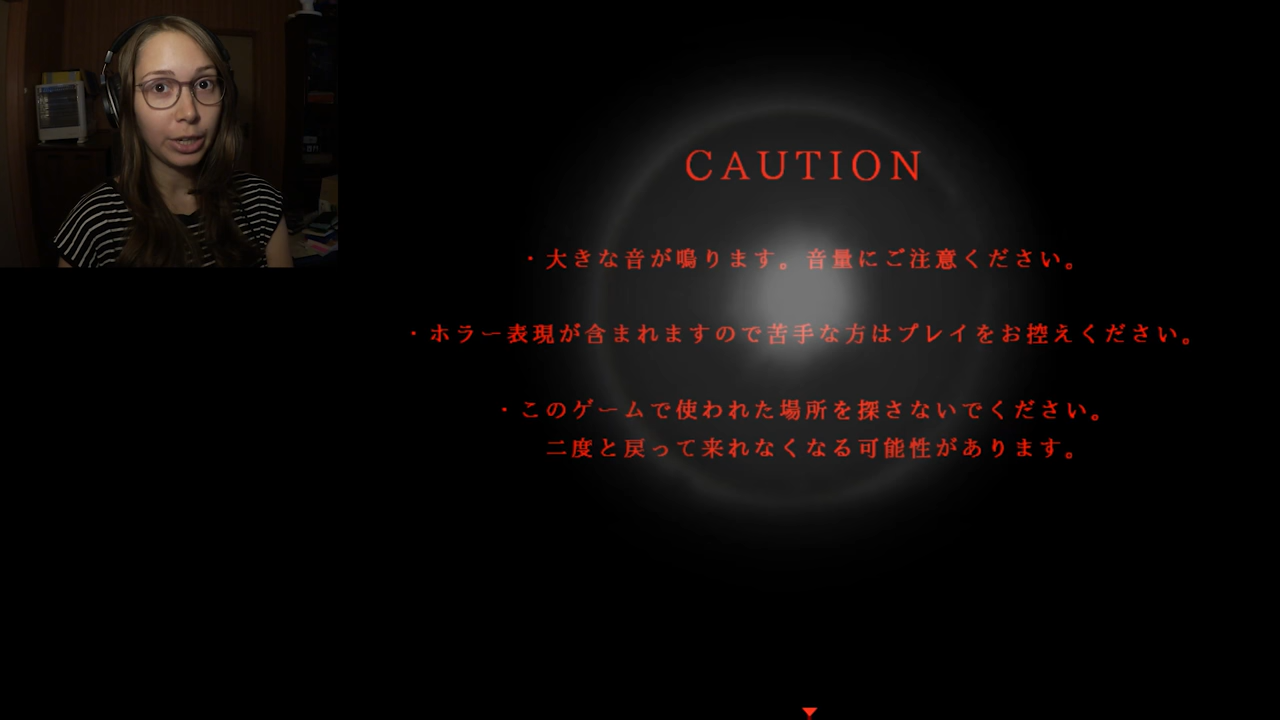 CAUTION
・大きな音が鳴ります。音量にご注意ください。
・ホラー表現が含まれますので苦手な方はプレイをお控えください。
・このゲームで使われた場所を探さないでください。
二度と戻って来れなくなる可能性があります。